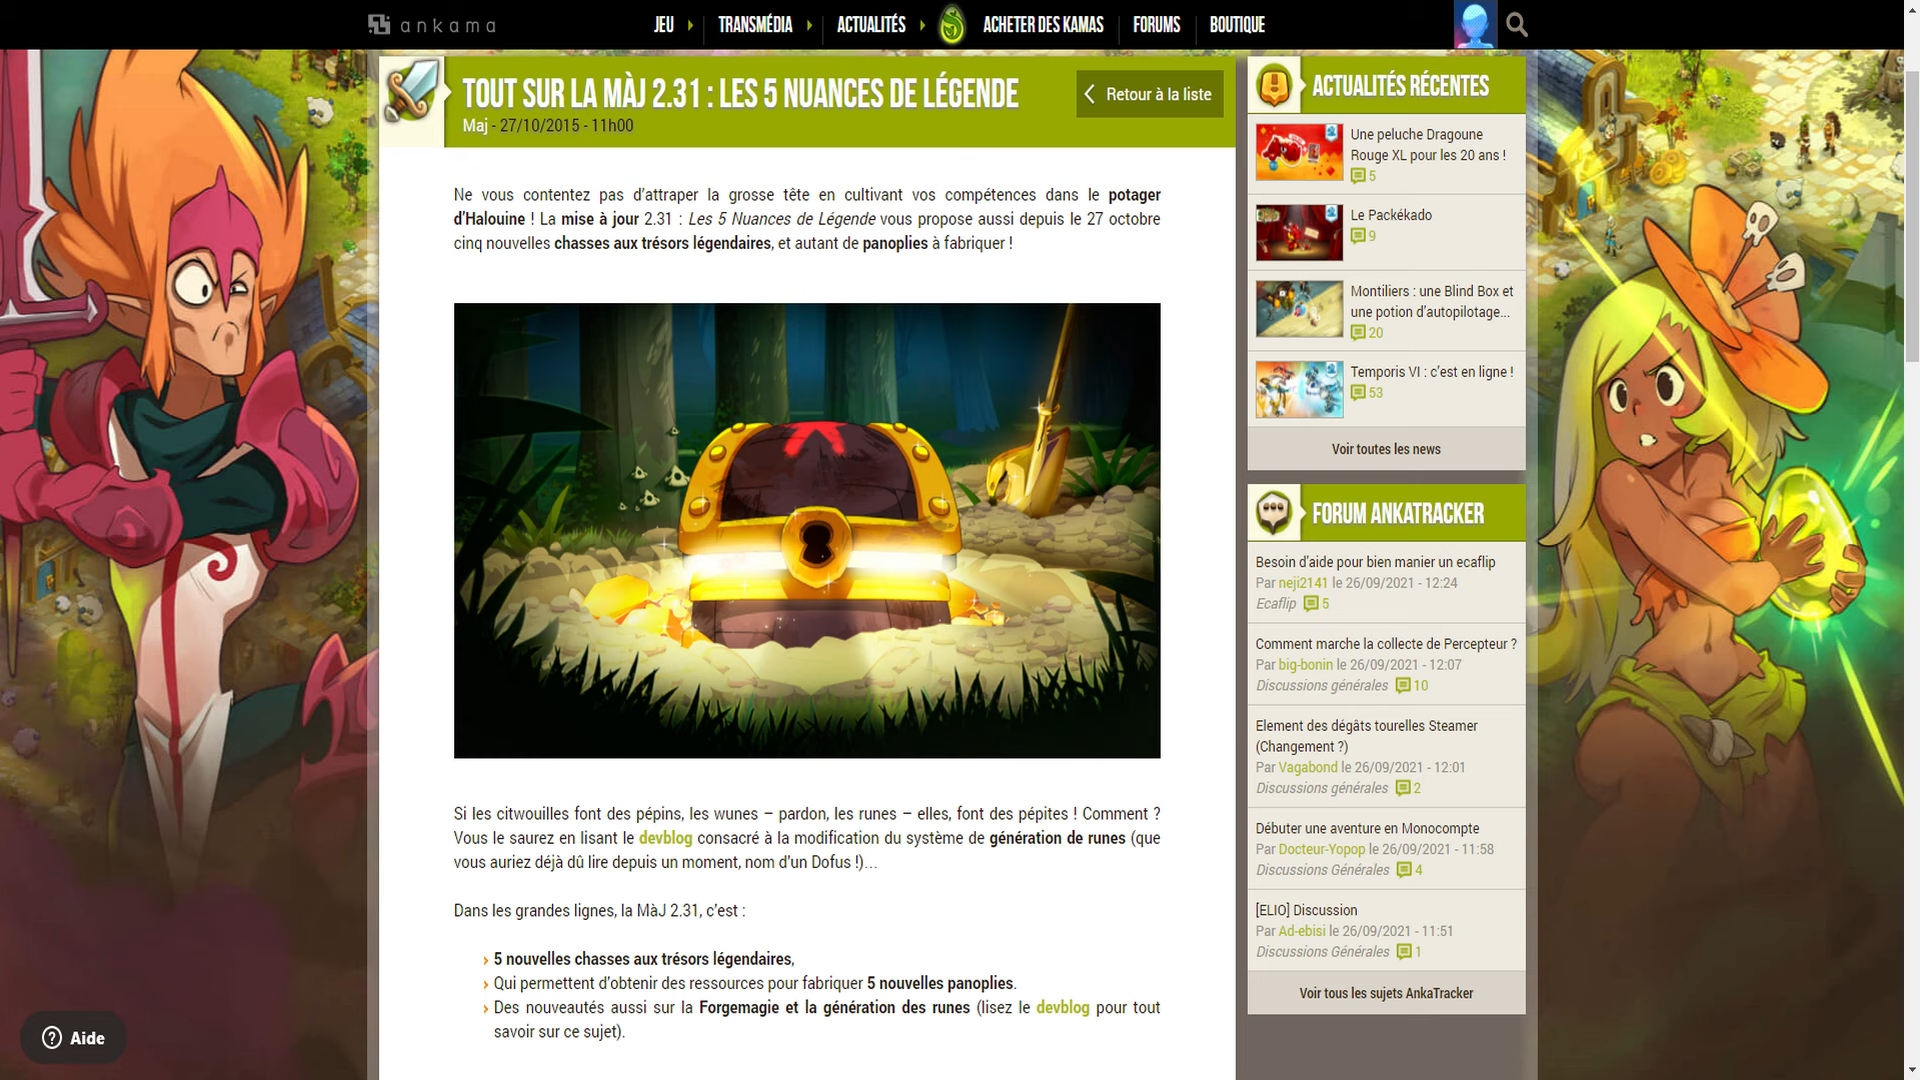 ankama
JEU
TRANSMÉDIA
ACTUALITÉS
ACHETER DES KAMAS
FORUMS
BOUTIQUE
TOUT SUR LA MÀJ 2.31 : LES 5 NUANCES DE LÉGENDE
Maj - 27/10/2015 - 11h00
Retour à la liste
Ne vous contentez pas d'attraper la grosse tête en cultivant vos compétences dans le potager
d'Halouine ! La mise à jour 2.31 : Les 5 Nuances de Légende vous propose aussi depuis le 27 octobre
cinq nouvelles chasses aux trésors légendaires, et autant de panoplies à fabriquer !
Si les citwouilles font des pépins, les wunes – pardon, les runes – elles, font des pépites ! Comment ?
Vous le saurez en lisant le devblog consacré à la modification du système de génération de runes (que
vous auriez déjà dû lire depuis un moment, nom d'un Dofus !)…
Dans les grandes lignes, la MàJ 2.31, c'est :
5 nouvelles chasses aux trésors légendaires,
Qui permettent d'obtenir des ressources pour fabriquer 5 nouvelles panoplies.
Des nouveautés aussi sur la Forgemagie et la génération des runes (lisez le devblog pour tout
savoir sur ce sujet).
ACTUALITÉS RÉCENTES
Une peluche Dragoune
Rouge XL pour les 20 ans !
5
Le Packékado
9
Montiliers : une Blind Box et
une potion d'autopilotage...
20
Temporis VI : c'est en ligne !
53
Voir toutes les news
FORUM ANKATRACKER
Besoin d'aide pour bien manier un ecaflip
Par neji2141 le 26/09/2021 - 12:24
Ecaflip 5
Comment marche la collecte de Percepteur ?
Par big-bonin le 26/09/2021 - 12:07
Discussions générales 10
Element des dégâts tourelles Steamer
(Changement ?)
Par Vagabond le 26/09/2021 - 12:01
Discussions générales 2
Débuter une aventure en Monocompte
Par Docteur-Yopop le 26/09/2021 - 11:58
Discussions Générales 4
[ELIO] Discussion
Par Ad-ebisi le 26/09/2021 - 11:51
Discussions Générales 1
Voir tous les sujets AnkaTracker
Aide